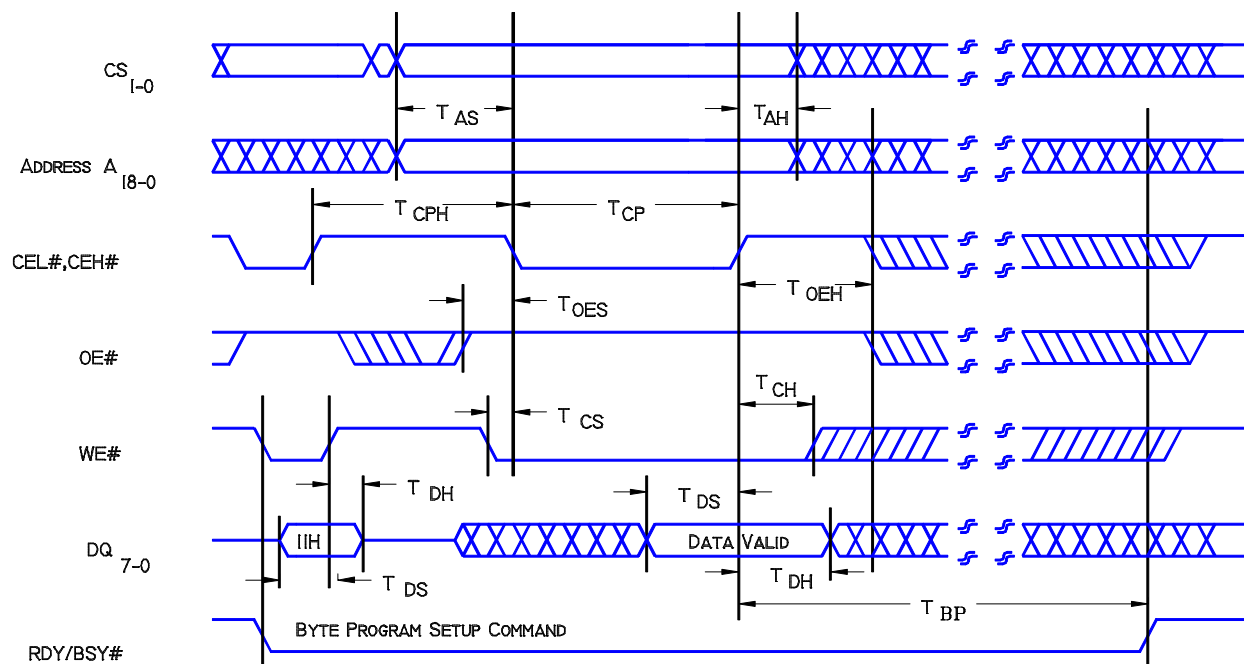 CS I-0
T AS
T AH
ADDRESS A I8-0
T CPH
T CP
CEL#,CEH#
T OES
T OEH
OE#
T CH
T CS
WE#
T DH
T DS
DQ 7-0
IIH
DATA VALID
T DS
T DH
T BP
BYTE PROGRAM SETUP COMMAND
RDY/BSY#